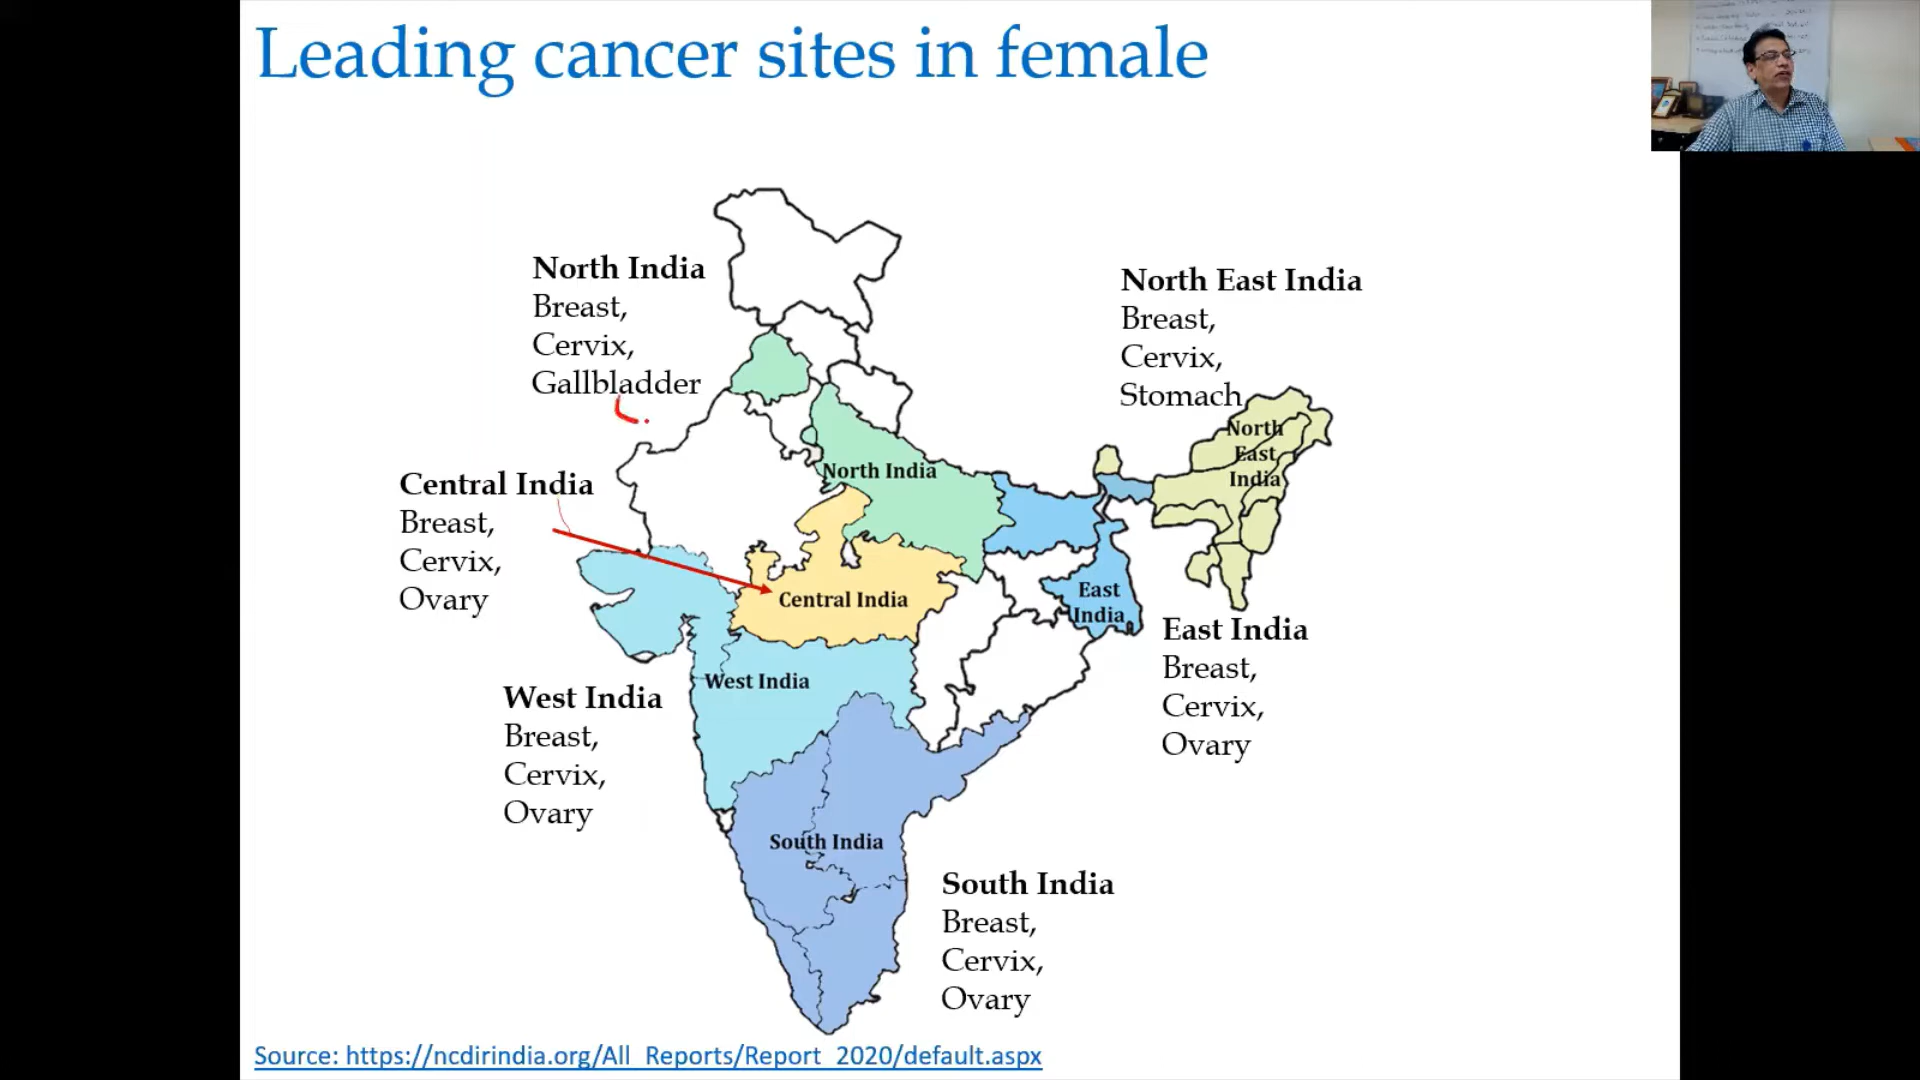 Leading cancer sites in female
North India
Breast,
Cervix,
Gallbladder
North East India
Breast,
Cervix,
Stomach
North
East
India
North India
Central India
Breast,
Cervix,
Ovary
Central India
East
India
East India
Breast,
Cervix,
Ovary
West India
Breast,
Cervix,
Ovary
West India
South India
South India
Breast,
Cervix,
Ovary
Source: https://ncdirindia.org/All_Reports/Report_2020/default.aspx